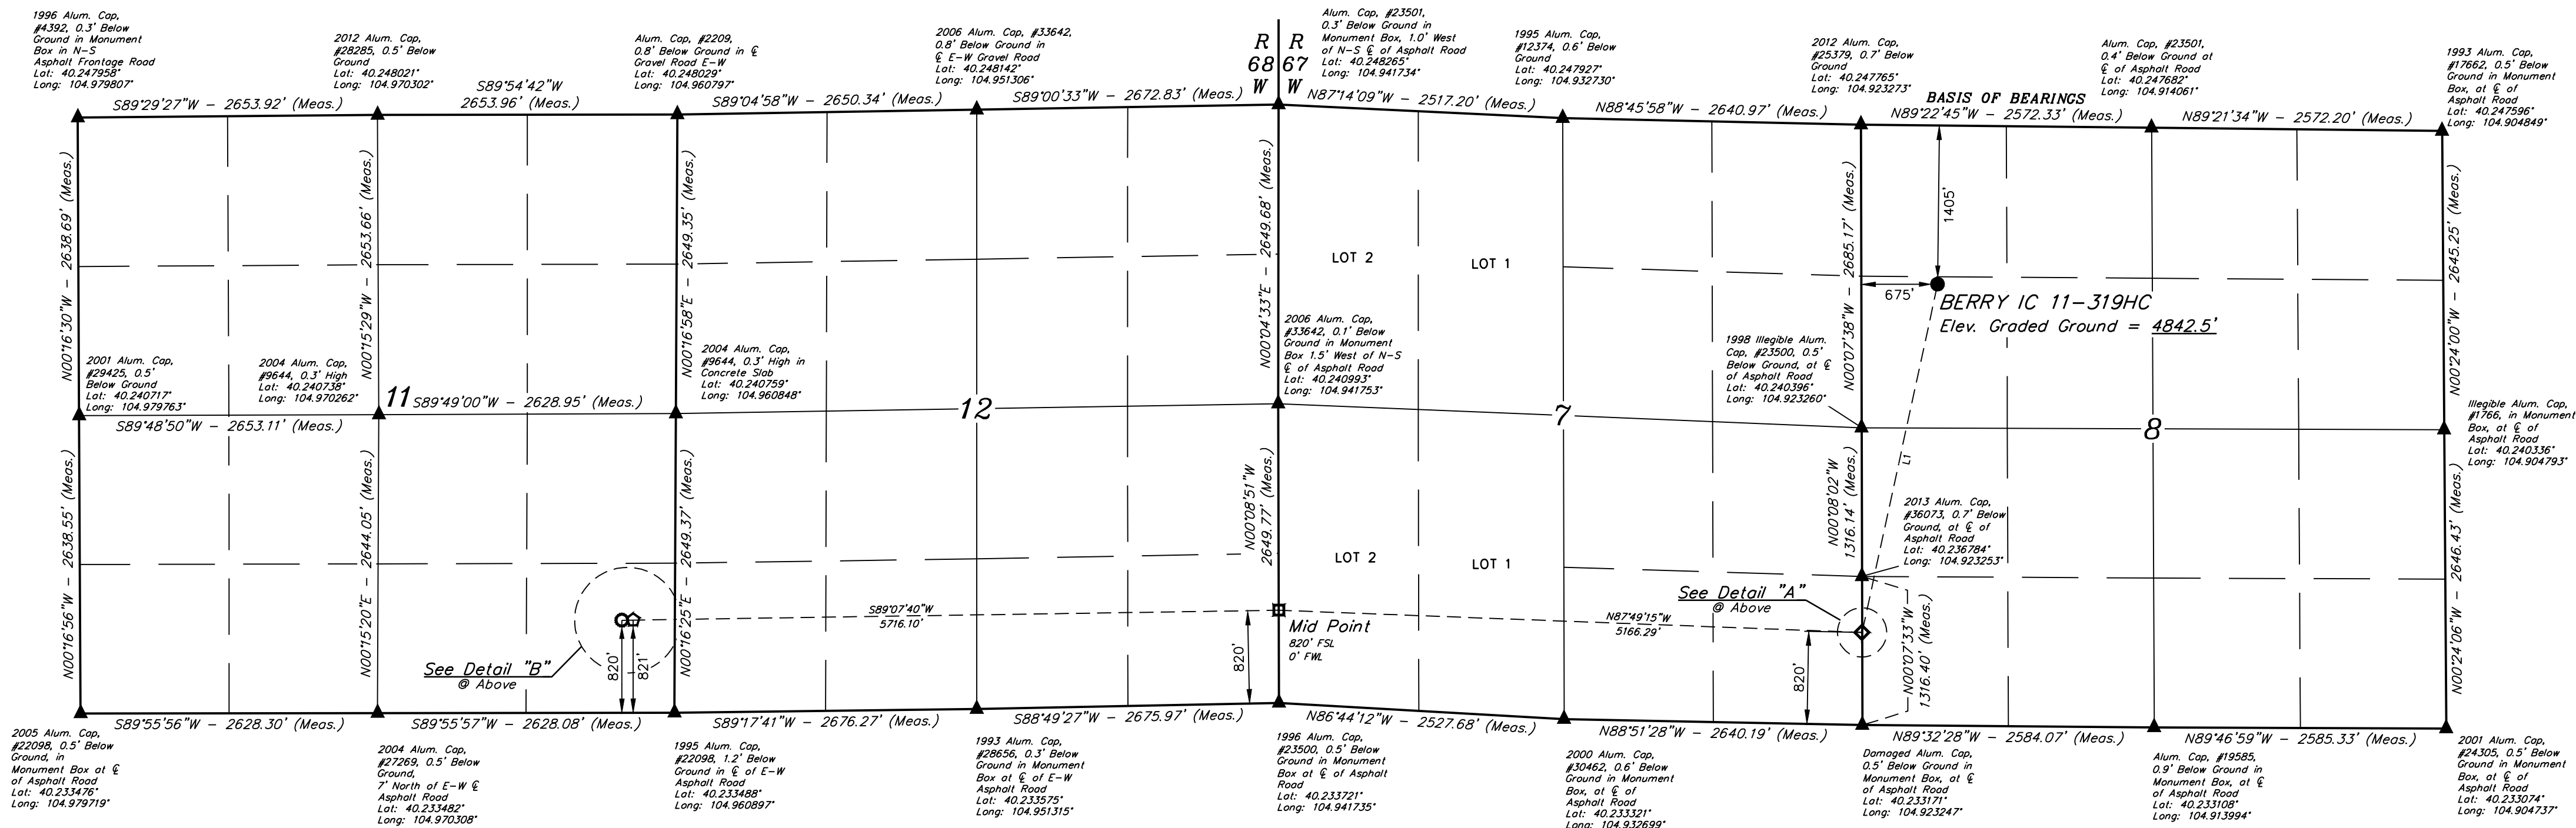 1996 Alum. Cap,
#4392, 0.3' Below
Ground in Monument
Box in N-S
Asphalt Frontage Road
Lat: 40.247958°
Long: 104.979807°
2012 Alum. Cap,
#28285, 0.5' Below
Ground
Lat: 40.248021°
Long: 104.970302°
Alum. Cap, #2209,
0.8' Below Ground in ℄
Gravel Road E-W
Lat: 40.248029°
Long: 104.960797°
2006 Alum. Cap, #33642,
0.8' Below Ground in
℄ E-W Gravel Road
Lat: 40.248142°
Long: 104.951306°
R R
68 67
W W
Alum. Cap, #23501,
0.3' Below Ground in
Monument Box, 1.0' West
of N-S ℄ of Asphalt Road
Lat: 40.248265°
Long: 104.941734°
1995 Alum. Cap,
#12374, 0.6' Below
Ground
Lat: 40.247927°
Long: 104.932730°
2012 Alum. Cap,
#25379, 0.7' Below
Ground
Lat: 40.247765°
Long: 104.923273°
Alum. Cap, #23501,
0.4' Below Ground at
℄ of Asphalt Road
Lat: 40.247682°
Long: 104.914061°
1993 Alum. Cap,
#17662, 0.5' Below
Ground in Monument
Box, at ℄ of
Asphalt Road
Lat: 40.247596°
Long: 104.904849°
S89°29'27"W - 2653.92' (Meas.)
S89°54'42"W
2653.96' (Meas.)
S89°04'58"W - 2650.34' (Meas.)
S89°00'33"W - 2672.83' (Meas.)
N87°14'09"W - 2517.20' (Meas.)
N88°45'58"W - 2640.97' (Meas.)
BASIS OF BEARINGS
N89°22'45"W - 2572.33' (Meas.)
N89°21'34"W - 2572.20' (Meas.)
N00°16'30"W - 2638.69' (Meas.)
N00°15'29"W - 2653.66' (Meas.)
N00°16'58"E - 2649.35' (Meas.)
N00°04'33"E - 2649.68' (Meas.)
LOT 2
LOT 1
N00°07'38"W - 2685.17' (Meas.)
1405'
675'
BERRY IC 11-319HC
Elev. Graded Ground = 4842.5'
N00°24'00"W - 2645.25' (Meas.)
2001 Alum. Cap,
#29425, 0.5'
Below Ground
Lat: 40.240717°
Long: 104.979763°
2004 Alum. Cap,
#9644, 0.3' High
Lat: 40.240738°
Long: 104.970262°
2004 Alum. Cap,
#9644, 0.3' High in
Concrete Slab
Lat: 40.240759°
Long: 104.960848°
2006 Alum. Cap,
#33642, 0.1' Below
Ground in Monument
Box 1.5' West of N-S
℄ of Asphalt Road
Lat: 40.240993°
Long: 104.941753°
1998 Illegible Alum.
Cap, #23500, 0.5'
Below Ground, at ℄
of Asphalt Road
Lat: 40.240396°
Long: 104.923260°
Illegible Alum. Cap,
#1766, in Monument
Box, at ℄ of
Asphalt Road
Lat: 40.240336°
Long: 104.904793°
11
S89°49'00"W - 2628.95' (Meas.)
12
7
8
S89°48'50"W - 2653.11' (Meas.)
N00°16'56"W - 2638.55' (Meas.)
N00°15'20"E - 2644.05' (Meas.)
N00°16'25"E - 2649.37' (Meas.)
N00°08'51"W
2649.77' (Meas.)
LOT 2
LOT 1
N00°08'02"W
1316.14' (Meas.)
L1
2013 Alum. Cap,
#36073, 0.7' Below
Ground, at ℄ of
Asphalt Road
Lat: 40.236784°
Long: 104.923253°
N00°24'06"W - 2646.43' (Meas.)
See Detail "A"
@ Above
S89°07'40"W
5716.10'
Mid Point
820' FSL
0' FWL
N87°49'15"W
5166.29'
N00°07'33"W
1316.40' (Meas.)
See Detail "B"
@ Above
820'
821'
820'
820'
S89°55'56"W - 2628.30' (Meas.)
S89°55'57"W - 2628.08' (Meas.)
S89°17'41"W - 2676.27' (Meas.)
S88°49'27"W - 2675.97' (Meas.)
N86°44'12"W - 2527.68' (Meas.)
N88°51'28"W - 2640.19' (Meas.)
N89°32'28"W - 2584.07' (Meas.)
N89°46'59"W - 2585.33' (Meas.)
2005 Alum. Cap,
#22098, 0.5' Below
Ground, in
Monument Box at ℄
of Asphalt Road
Lat: 40.233476°
Long: 104.979719°
2004 Alum. Cap,
#27269, 0.5' Below
Ground,
7' North of E-W ℄
Asphalt Road
Lat: 40.233482°
Long: 104.970308°
1995 Alum. Cap,
#22098, 1.2' Below
Ground in ℄ of E-W
Asphalt Road
Lat: 40.233488°
Long: 104.960897°
1993 Alum. Cap,
#28656, 0.3' Below
Ground in Monument
Box at ℄ of E-W
Asphalt Road
Lat: 40.233575°
Long: 104.951315°
1996 Alum. Cap,
#23500, 0.5' Below
Ground in Monument
Box at ℄ of Asphalt
Road
Lat: 40.233721°
Long: 104.941735°
2000 Alum. Cap,
#30462, 0.6' Below
Ground in Monument
Box, at ℄ of
Asphalt Road
Lat: 40.233321°
Long: 104.932699°
Damaged Alum. Cap,
0.5' Below Ground in
Monument Box, at ℄
of Asphalt Road
Lat: 40.233171°
Long: 104.923247°
Alum. Cap, #19585,
0.9' Below Ground in
Monument Box, at ℄
of Asphalt Road
Lat: 40.233108°
Long: 104.913994°
2001 Alum. Cap,
#24305, 0.5' Below
Ground in Monument
Box, at ℄ of
Asphalt Road
Lat: 40.233074°
Long: 104.904737°